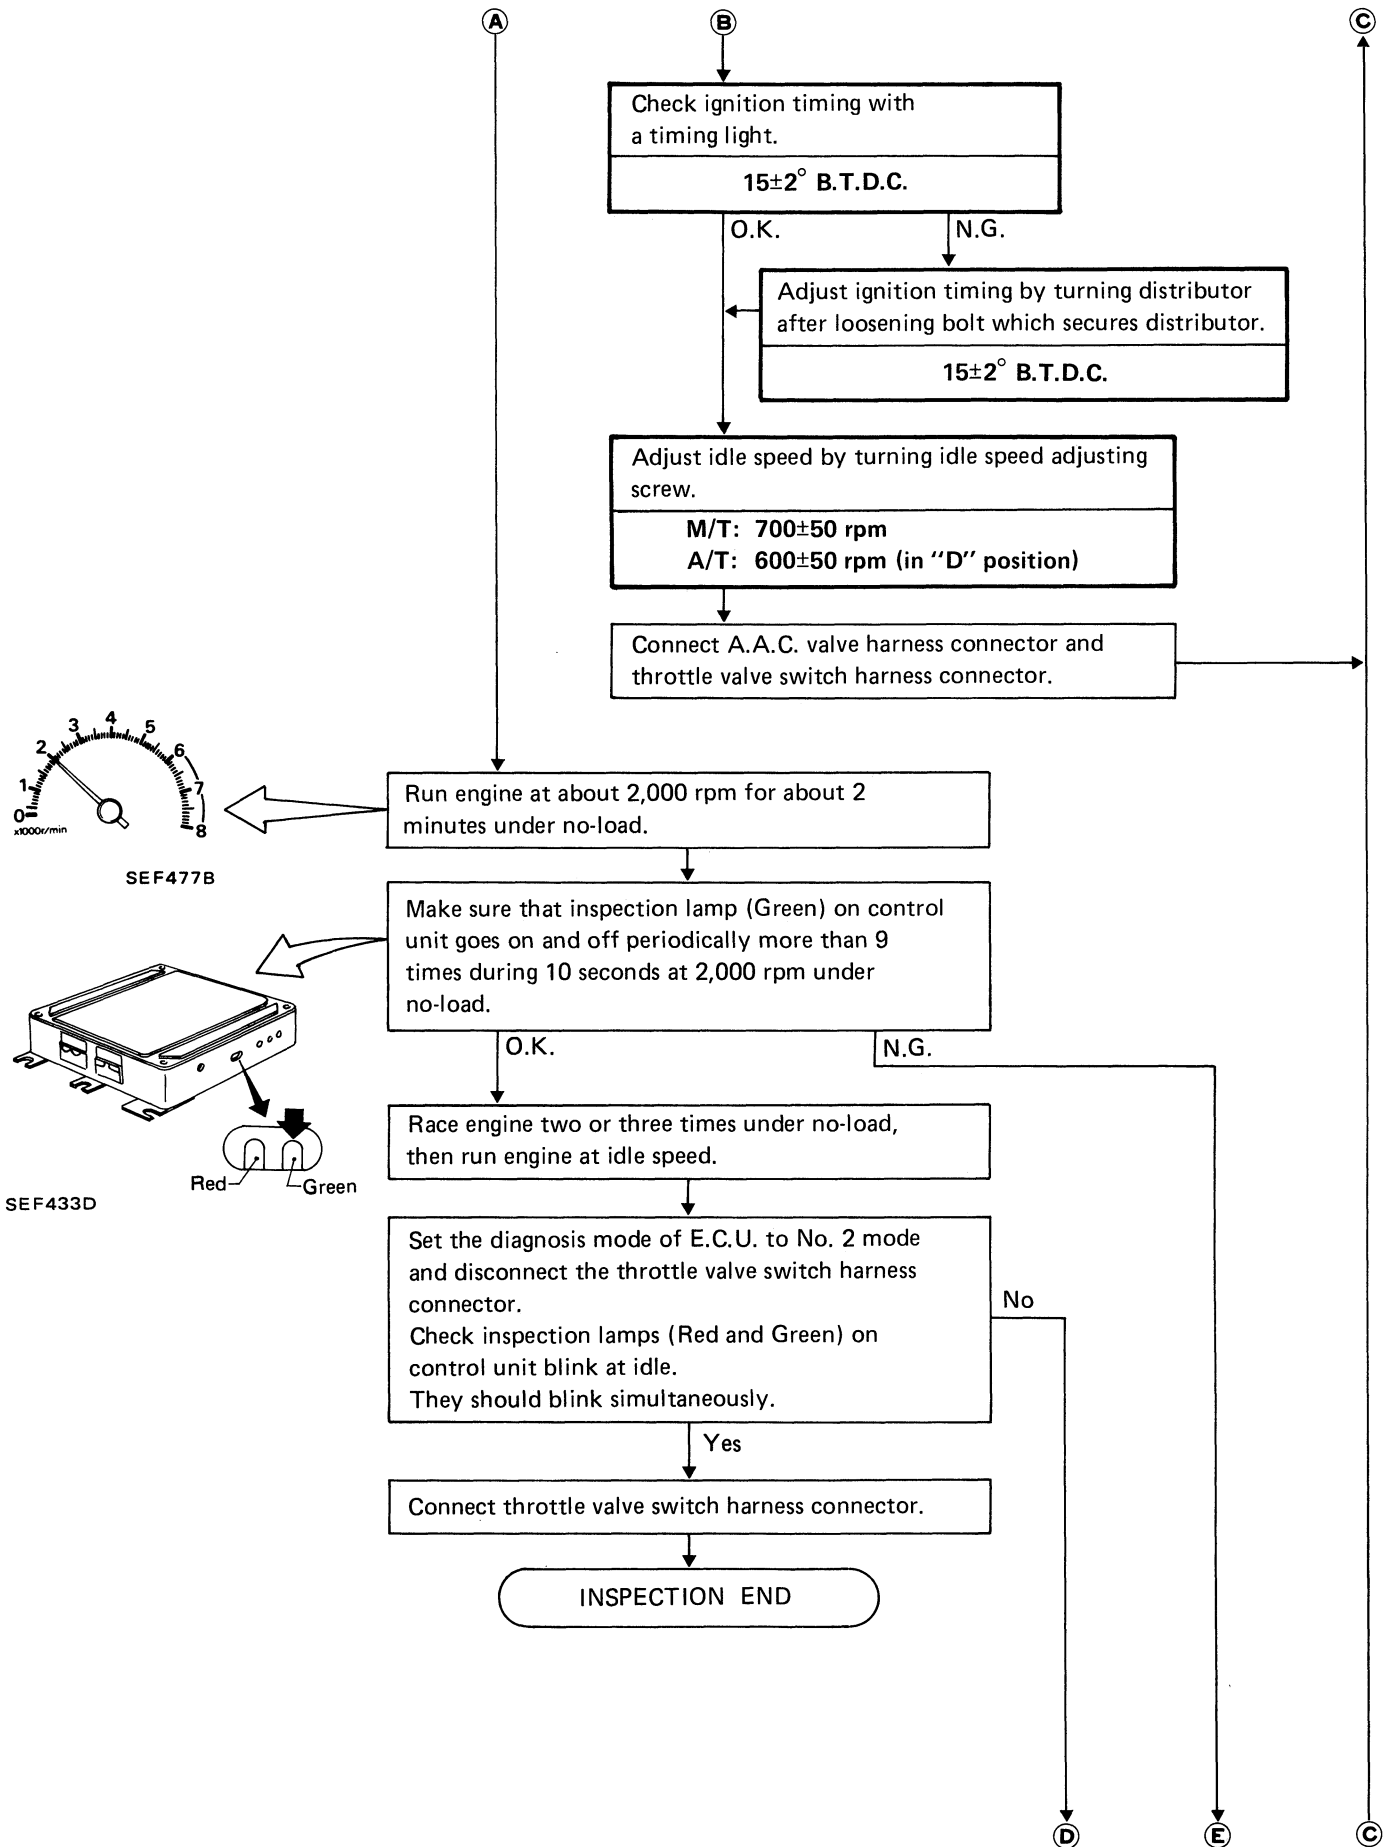 A
B
C
Check ignition timing with
a timing light.
15±2° B.T.D.C.
O.K.
N.G.
Adjust ignition timing by turning distributor
after loosening bolt which secures distributor.
15±2° B.T.D.C.
Adjust idle speed by turning idle speed adjusting
screw.
M/T: 700±50 rpm
A/T: 600±50 rpm (in “D” position)
Connect A.A.C. valve harness connector and
throttle valve switch harness connector.
0
1
2
3
4
5
6
7
8
x1000r/min
SEF477B
Run engine at about 2,000 rpm for about 2
minutes under no-load.
Make sure that inspection lamp (Green) on control
unit goes on and off periodically more than 9
times during 10 seconds at 2,000 rpm under
no-load.
O.K.
N.G.
Red
Green
SEF433D
Race engine two or three times under no-load,
then run engine at idle speed.
Set the diagnosis mode of E.C.U. to No. 2 mode
and disconnect the throttle valve switch harness
connector.
Check inspection lamps (Red and Green) on
control unit blink at idle.
They should blink simultaneously.
No
Yes
Connect throttle valve switch harness connector.
INSPECTION END
D
E
C